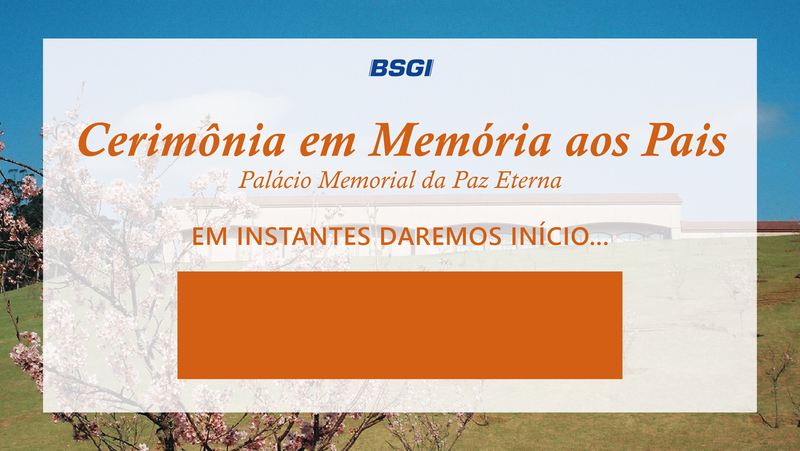 BSGI
Cerimônia em Memória aos Pais
Palácio Memorial da Paz Eterna
EM INSTANTES DAREMOS INÍCIO...